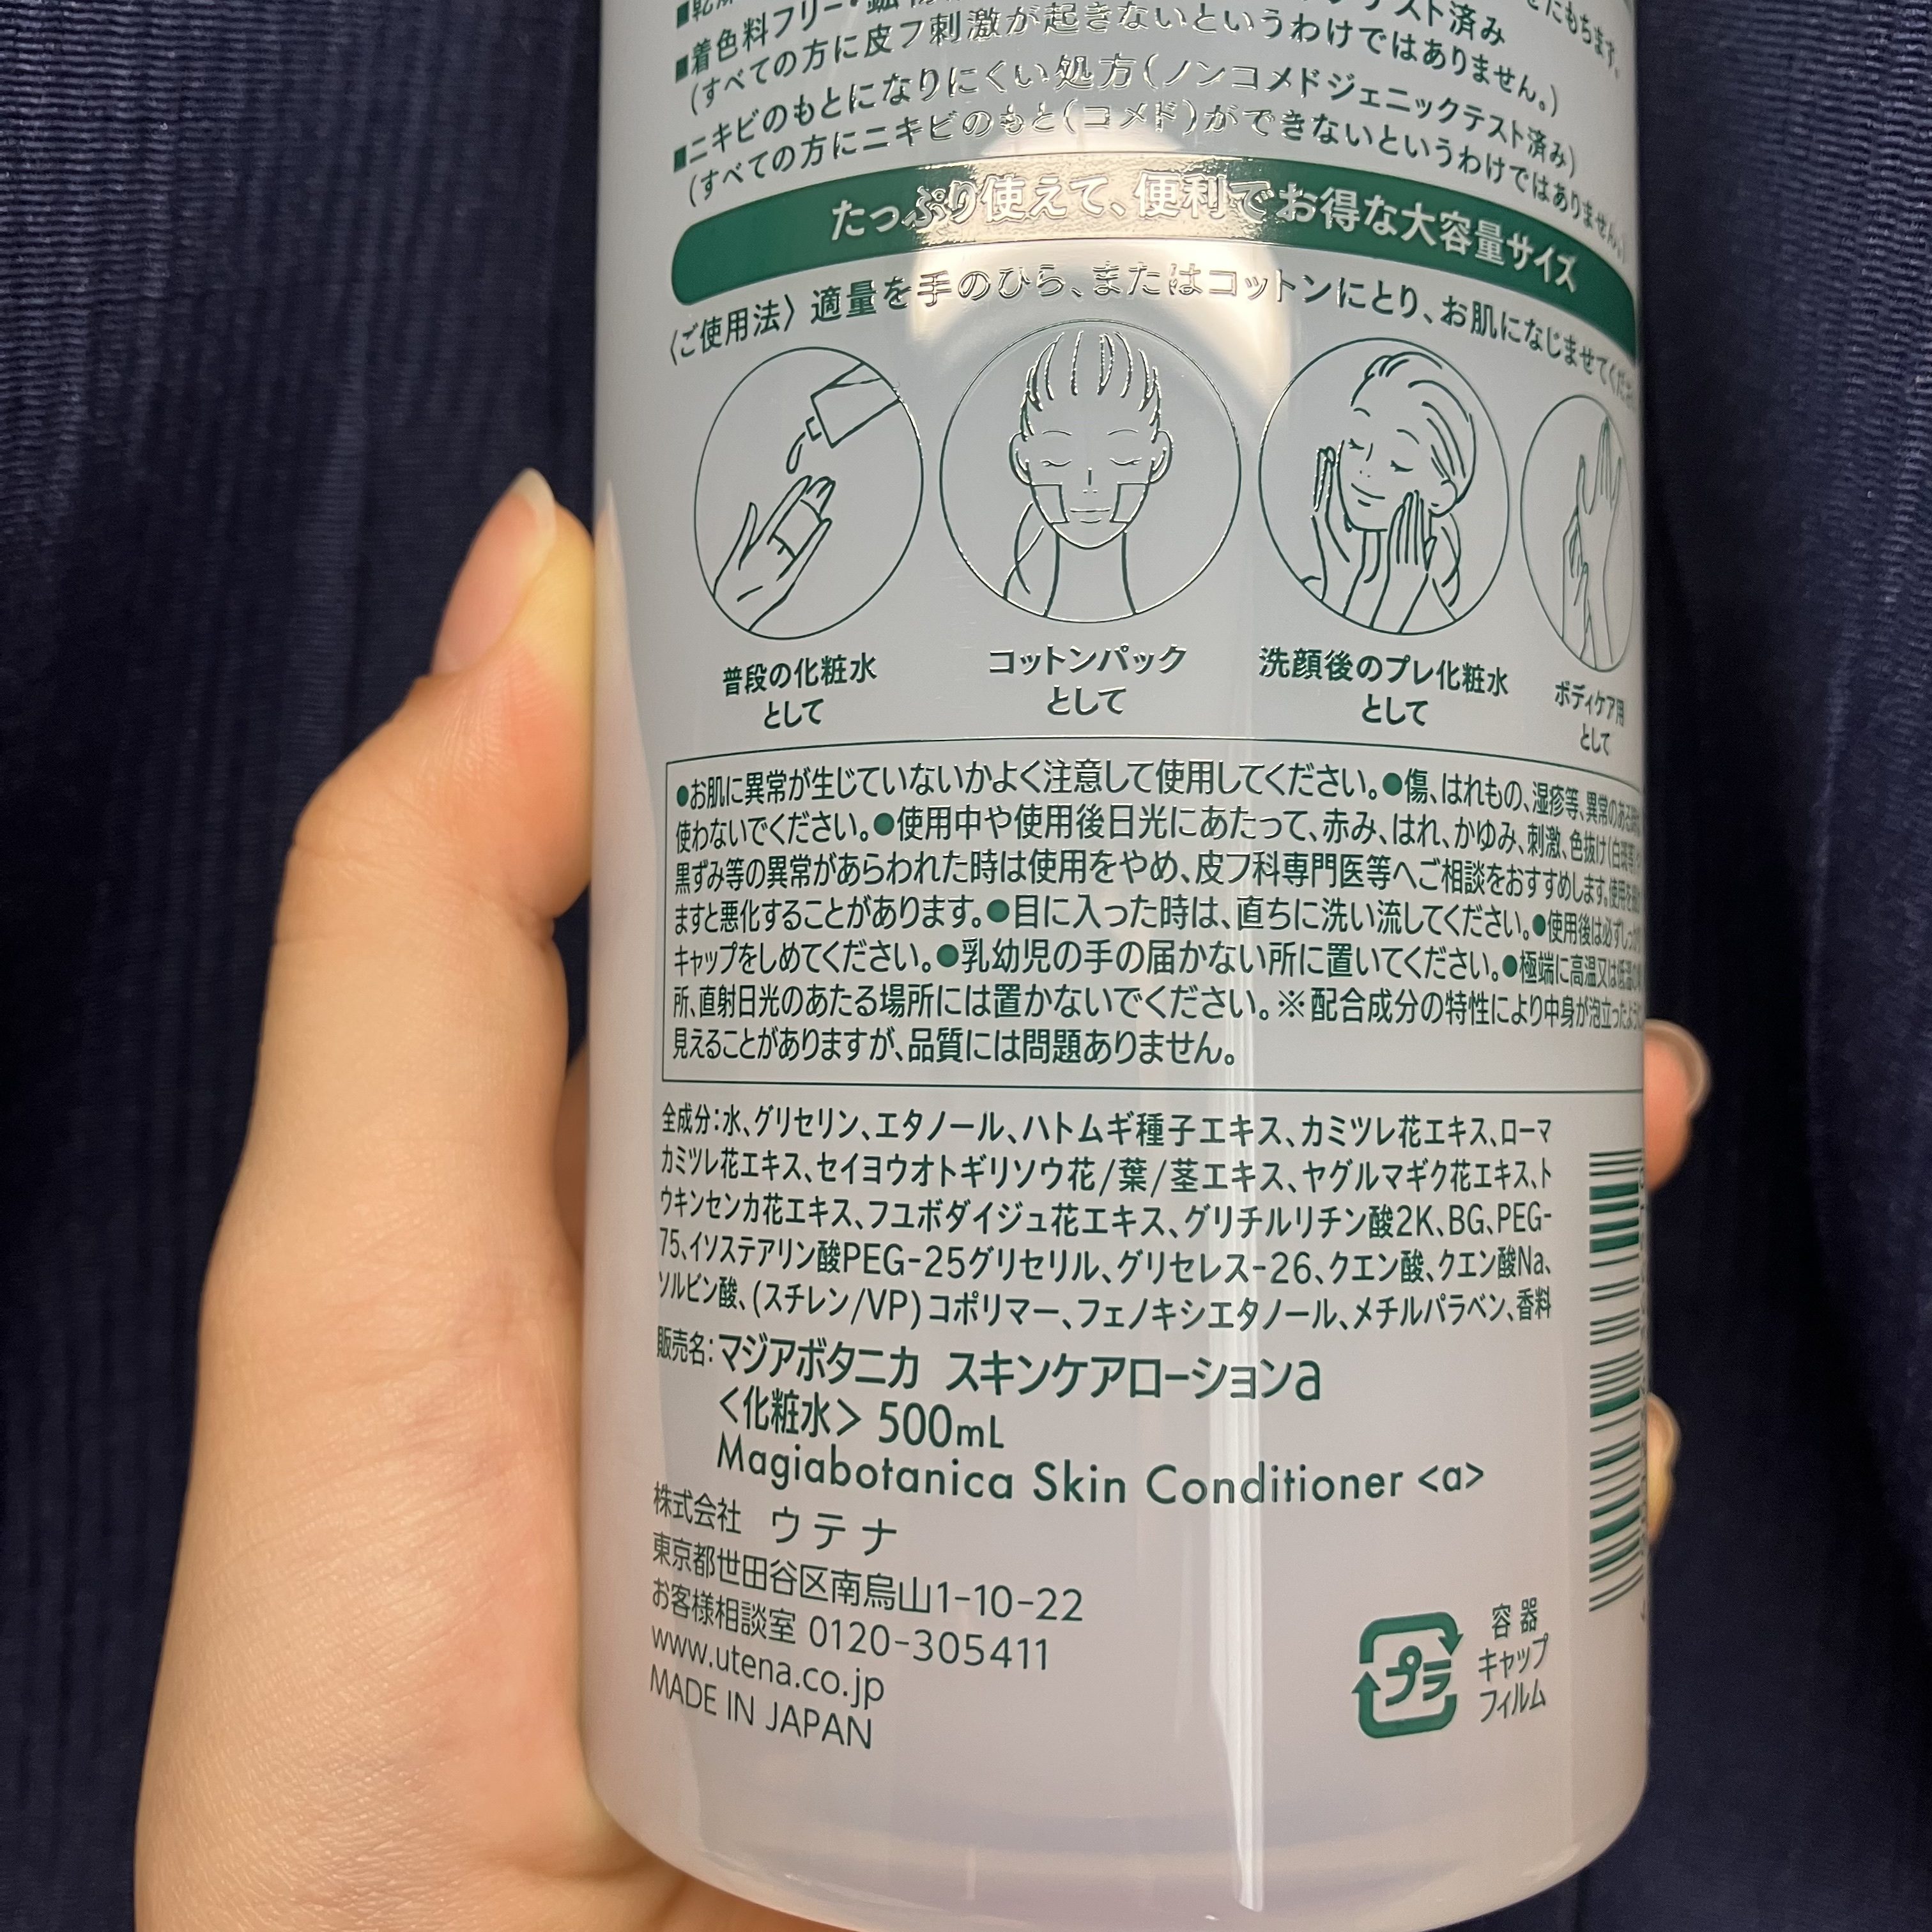 をたもちます。
■着色料フリー
テスト済み
(すべての方に皮フ刺激が起きないというわけではありません。)
■ニキビのもとになりにくい処方(ノンコメドジェニックテスト済み)
(すべての方にニキビのもと(コメド)ができないというわけではありません。)
たっぷり使えて、便利でお得な大容量サイズ
〈ご使用法〉適量を手のひら、またはコットンにとり、お肌になじませてくだ
普段の化粧水
として
コットンパック
として
洗顔後のプレ化粧水
として
ボディケア用
として
●お肌に異常が生じていないかよく注意して使用してください。●傷、はれもの、湿疹等、異常のある
使わないでください。●使用中や使用後日光にあたって、赤み、はれ、かゆみ、刺激、色抜け(白斑等)
黒ずみ等の異常があらわれた時は使用をやめ、皮フ科専門医等へご相談をおすすめします。使用を
ますと悪化することがあります。●目に入った時は、直ちに洗い流してください。●使用後は必ずしっかり
キャップをしめてください。●乳幼児の手の届かない所に置いてください。●極端に高温又は低温の
所、直射日光のあたる場所には置かないでください。※配合成分の特性により中身が泡立ったように
見えることがありますが、品質には問題ありません。
全成分:水、グリセリン、エタノール、ハトムギ種子エキス、カミツレ花エキス、ローマ
カミツレ花エキス、セイヨウオトギリソウ花/葉/茎エキス、ヤグルマギク花エキス、ト
ウキンセンカ花エキス、フユボダイジュ花エキス、グリチルリチン酸2K、BG、PEG-
75、イソステアリン酸PEG-25グリセリル、グリセレス-26、クエン酸、クエン酸Na、
ソルビン酸、(スチレン/VP)コポリマー、フェノキシエタノール、メチルパラベン、香料
販売名:マジアボタニカ スキンケアローションa
<化粧水> 500mL
Magiabotanica Skin Conditioner <a>
株式会社 ウテナ
東京都世田谷区南烏山1-10-22
お客様相談室 0120-305411
www.utena.co.jp
MADE IN JAPAN
プラ
容器
キャップ
フィルム